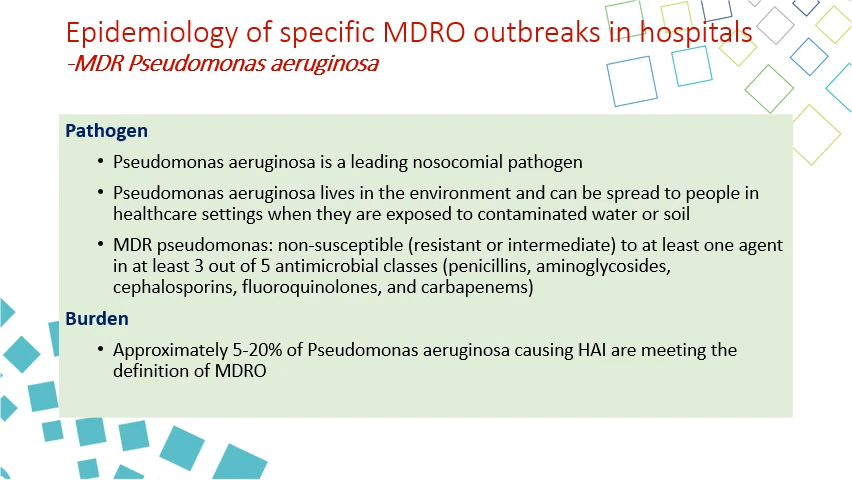 Epidemiology of specific MDRO outbreaks in hospitals
-MDR Pseudomonas aeruginosa
Pathogen
• Pseudomonas aeruginosa is a leading nosocomial pathogen
• Pseudomonas aeruginosa lives in the environment and can be spread to people in
healthcare settings when they are exposed to contaminated water or soil
• MDR pseudomonas: non-susceptible (resistant or intermediate) to at least one agent
in at least 3 out of 5 antimicrobial classes (penicillins, aminoglycosides,
cephalosporins, fluoroquinolones, and carbapenems)
Burden
• Approximately 5-20% of Pseudomonas aeruginosa causing HAI are meeting the
definition of MDRO